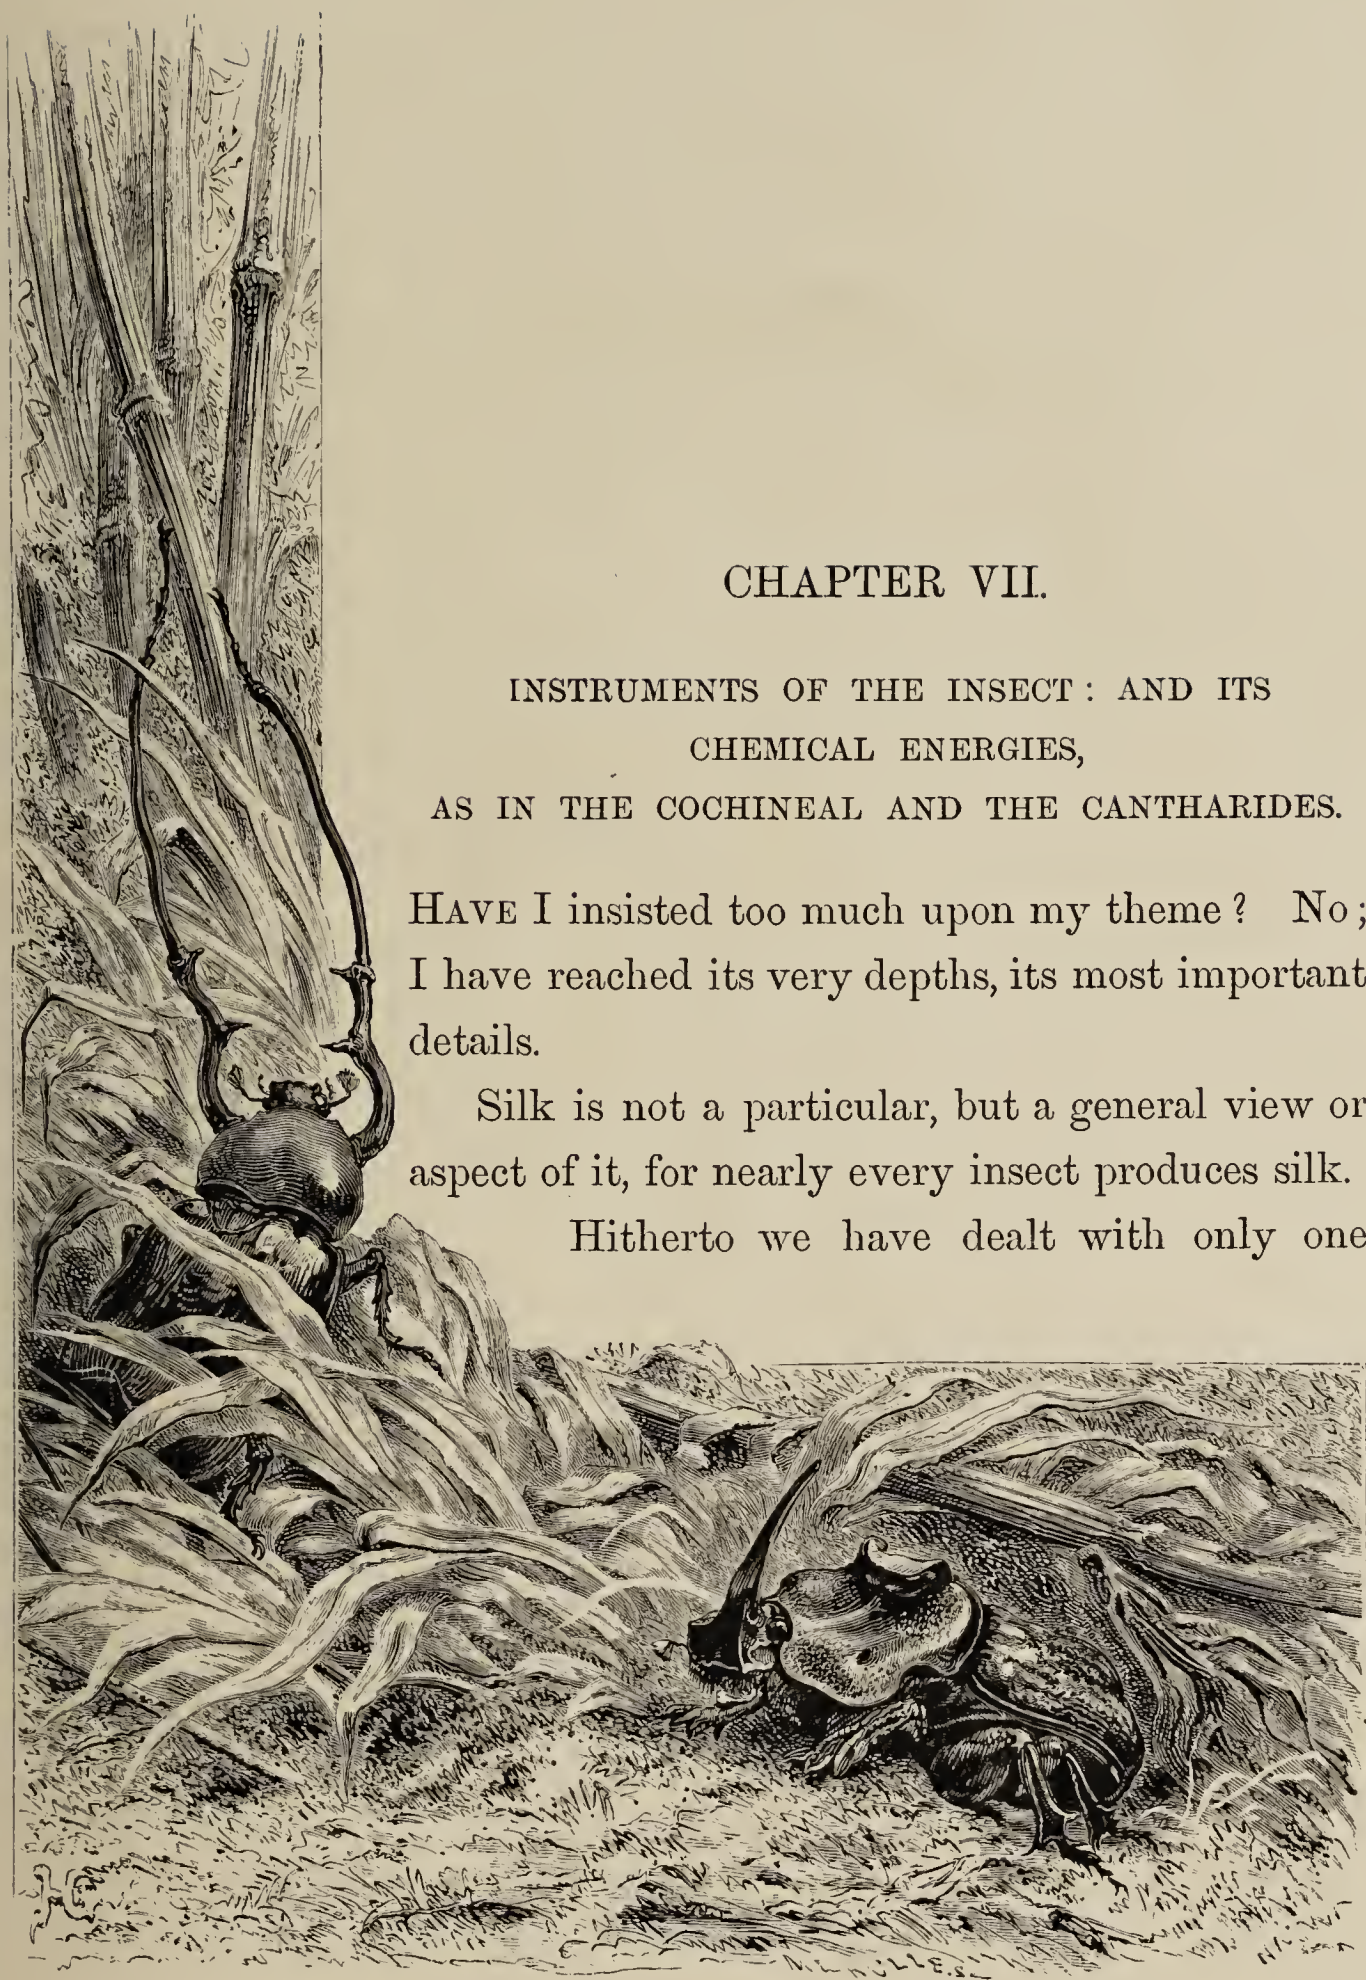 CHAPTER VII.
INSTRUMENTS OF THE INSECT: AND ITS
CHEMICAL ENERGIES,
AS IN THE COCHINEAL AND THE CANTHARIDES.
HAVE I insisted too much upon my theme? No;
I have reached its very depths, its most important
details.
Silk is not a particular, but a general view or
aspect of it, for nearly every insect produces silk.
Hitherto we have dealt with only one